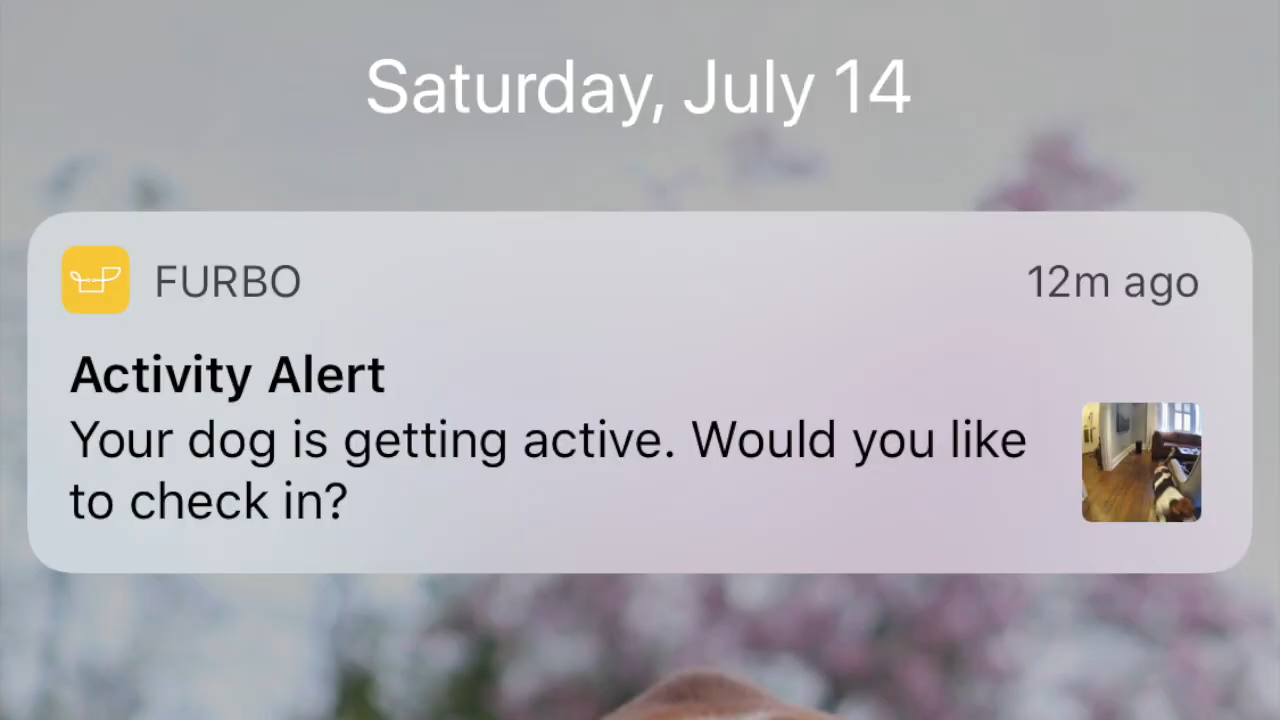 Saturday, July 14
FURBO
12m ago
Activity Alert
Your dog is getting active. Would you like
to check in?